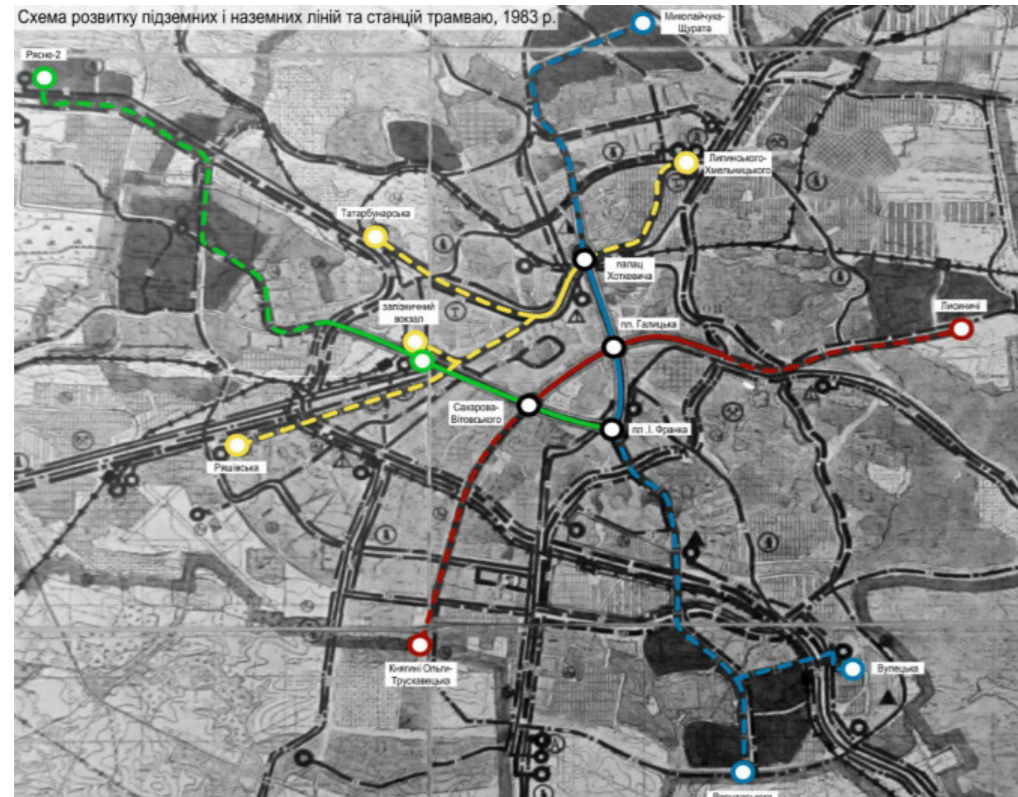 Схема розвитку підземних і наземних ліній та станцій трамваю, 1983 р.
Миколайчука-
Щурата
Рясне-2
Липинського-
Хмельницького
Татарбунарська
палац
Хоткевича
залізничний
вокзал
Лисиничі
пл. Галицька
Сахарова-
Вітовського
пл .І. Франка
Ряшівська
Княгині Ольги-
Трускавецька
Вулецька